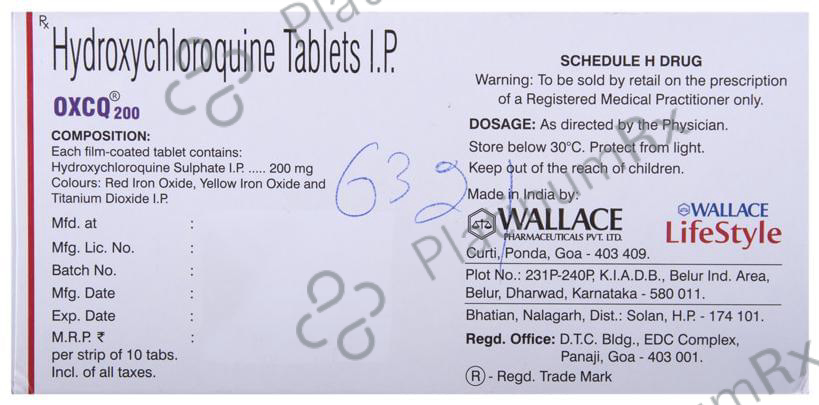 Rx
Hydroxychloroquine Tablets I.P.
OXCQ® 200
COMPOSITION:
Each film-coated tablet contains:
Hydroxychloroquine Sulphate I.P. ..... 200 mg
Colours: Red Iron Oxide, Yellow Iron Oxide and
Titanium Dioxide I.P.
Mfd. at :
Mfg. Lic. No. :
Batch No. :
Mfg. Date :
Exp. Date :
M.R.P. ₹ :
per strip of 10 tabs.
Incl. of all taxes.
632
SCHEDULE H DRUG
Warning: To be sold by retail on the prescription
of a Registered Medical Practitioner only.
DOSAGE: As directed by the Physician.
Store below 30°C. Protect from light.
Keep out of the reach of children.
Made in India by:
WALLACE
PHARMACEUTICALS PVT. LTD.
WALLACE
LifeStyle
Curti, Ponda, Goa - 403 409.
Plot No.: 231P-240P, K.I.A.D.B., Belur Ind. Area,
Belur, Dharwad, Karnataka - 580 011.
Bhatian, Nalagarh, Dist.: Solan, H.P. - 174 101.
Regd. Office: D.T.C. Bldg., EDC Complex,
Panaji, Goa - 403 001.
® - Regd. Trade Mark
PlatinumRx
PlatinumRx